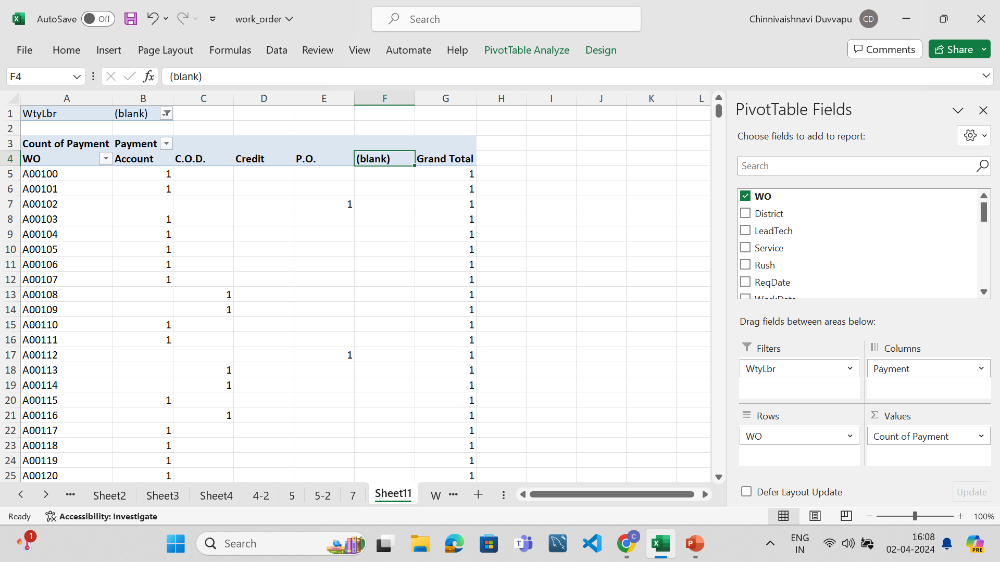 AutoSave Off work_order Search Chinnivaishnavi Duvvapu CD
File Home Insert Page Layout Formulas Data Review View Automate Help PivotTable Analyze Design Comments Share
F4 fx (blank)
A B C D E F G H I J K L
1 WtyLbr (blank)
2
3 Count of Payment Payment
4 WO Account C.O.D. Credit P.O. (blank) Grand Total
5 A00100 1 1
6 A00101 1 1
7 A00102 1 1
8 A00103 1 1
9 A00104 1 1
10 A00105 1 1
11 A00106 1 1
12 A00107 1 1
13 A00108 1 1
14 A00109 1 1
15 A00110 1 1
16 A00111 1 1
17 A00112 1 1
18 A00113 1 1
19 A00114 1 1
20 A00115 1 1
21 A00116 1 1
22 A00117 1 1
23 A00118 1 1
24 A00119 1 1
25 A00120 1 1
Sheet2 Sheet3 Sheet4 4-2 5 5-2 7 Sheet11 W
PivotTable Fields
Choose fields to add to report:
Search
WO
District
LeadTech
Service
Rush
ReqDate
WorkDate
Drag fields between areas below:
Filters Columns
WtyLbr Payment
Rows Values
WO Count of Payment
Defer Layout Update Update
Ready Accessibility: Investigate 100%
1 Search C ENG 16:08
IN 02-04-2024 PRE